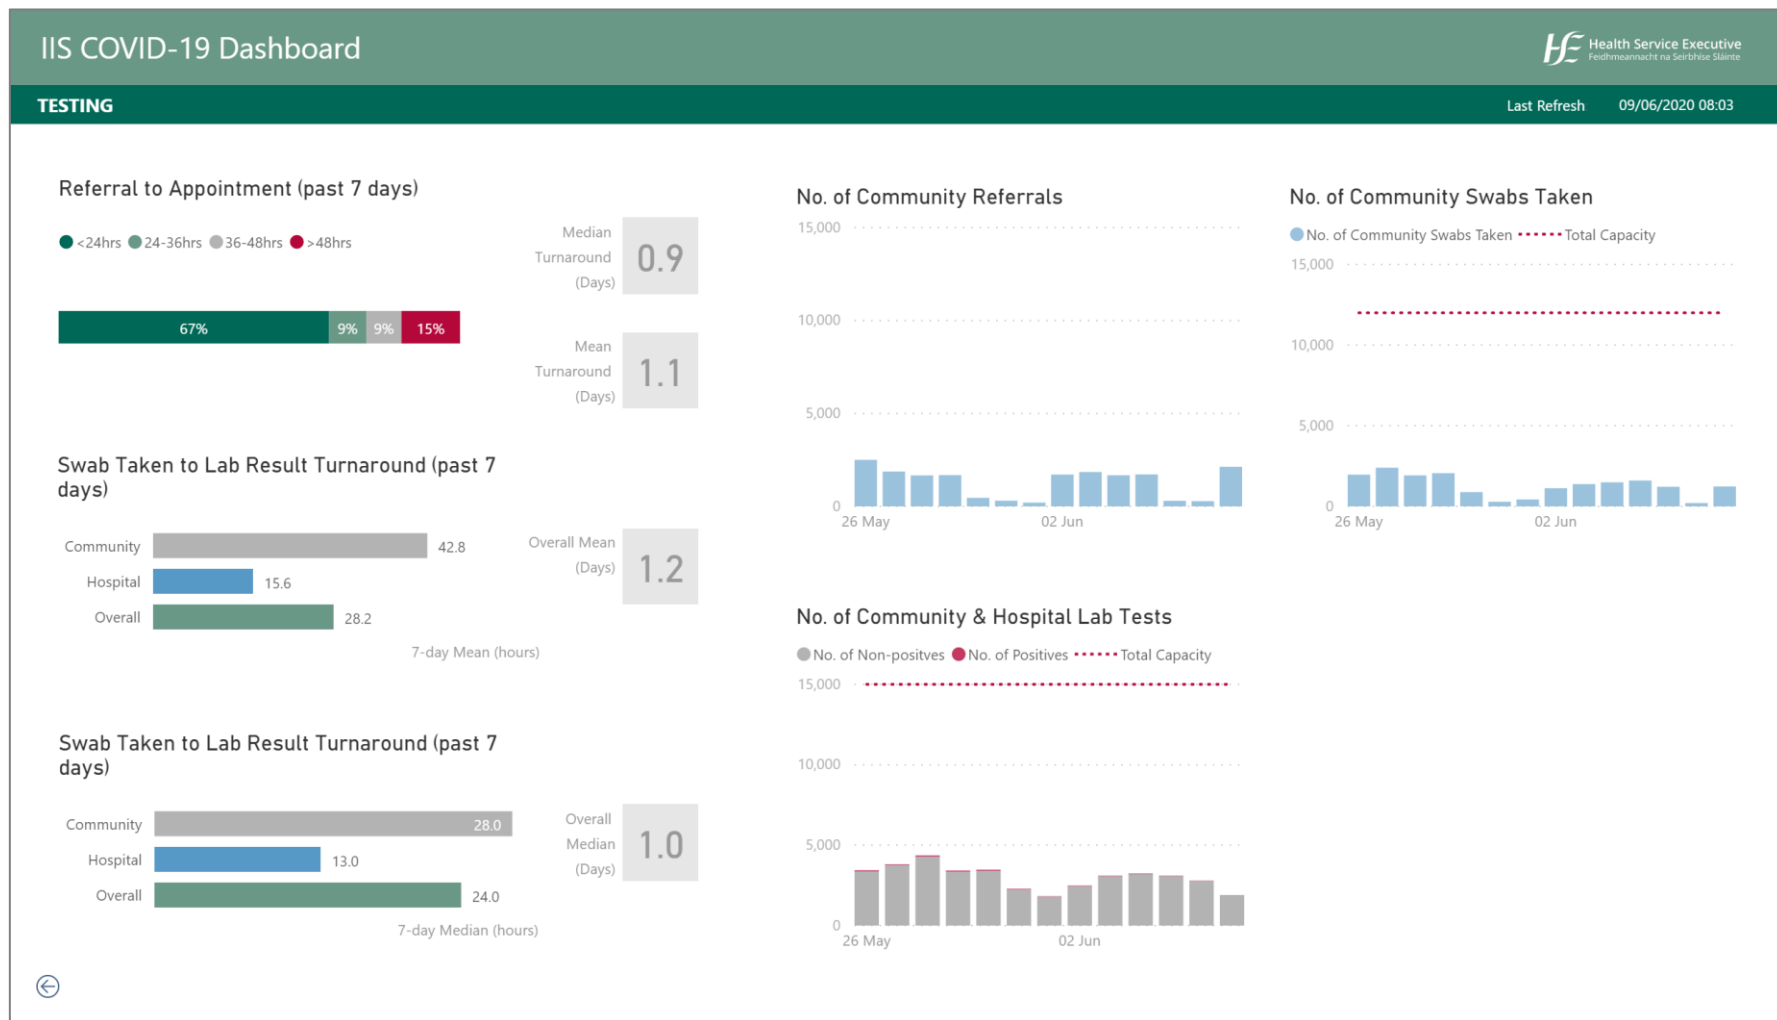 IIS COVID-19 Dashboard
Health Service Executive
Feidhmeannacht na Seirbhíse Sláinte
TESTING
Last Refresh 09/06/2020 08:03
Referral to Appointment (past 7 days)
<24hrs 24-36hrs 36-48hrs >48hrs
67% 9% 9% 15%
Median
Turnaround
(Days)
0.9
Mean
Turnaround
(Days)
1.1
Swab Taken to Lab Result Turnaround (past 7
days)
Community 42.8
Hospital 15.6
Overall 28.2
7-day Mean (hours)
Overall Mean
(Days)
1.2
Swab Taken to Lab Result Turnaround (past 7
days)
Community 28.0
Hospital 13.0
Overall 24.0
7-day Median (hours)
Overall
Median
(Days)
1.0
No. of Community Referrals
15,000
10,000
5,000
0
26 May 02 Jun
No. of Community Swabs Taken
No. of Community Swabs Taken Total Capacity
15,000
10,000
5,000
0
26 May 02 Jun
No. of Community & Hospital Lab Tests
No. of Non-positves No. of Positives Total Capacity
15,000
10,000
5,000
0
26 May 02 Jun